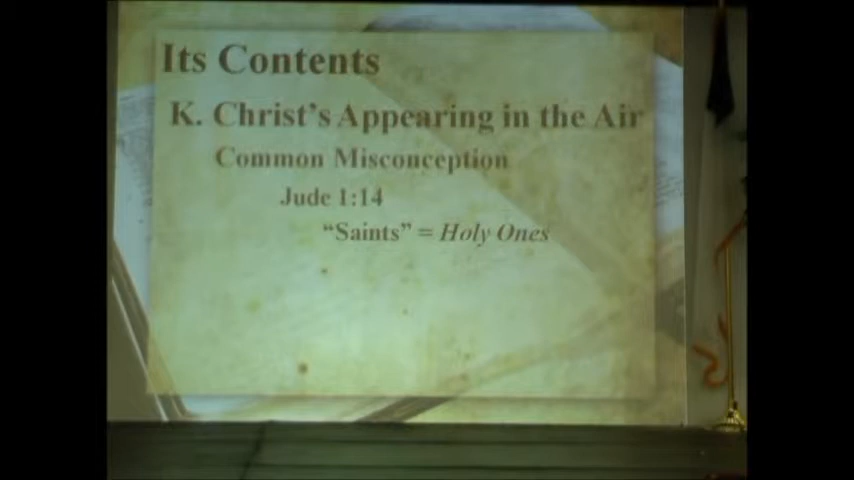 Its Contents
K. Christ's Appearing in the Air
Common Misconception
Jude 1:14
“Saints” = Holy Ones